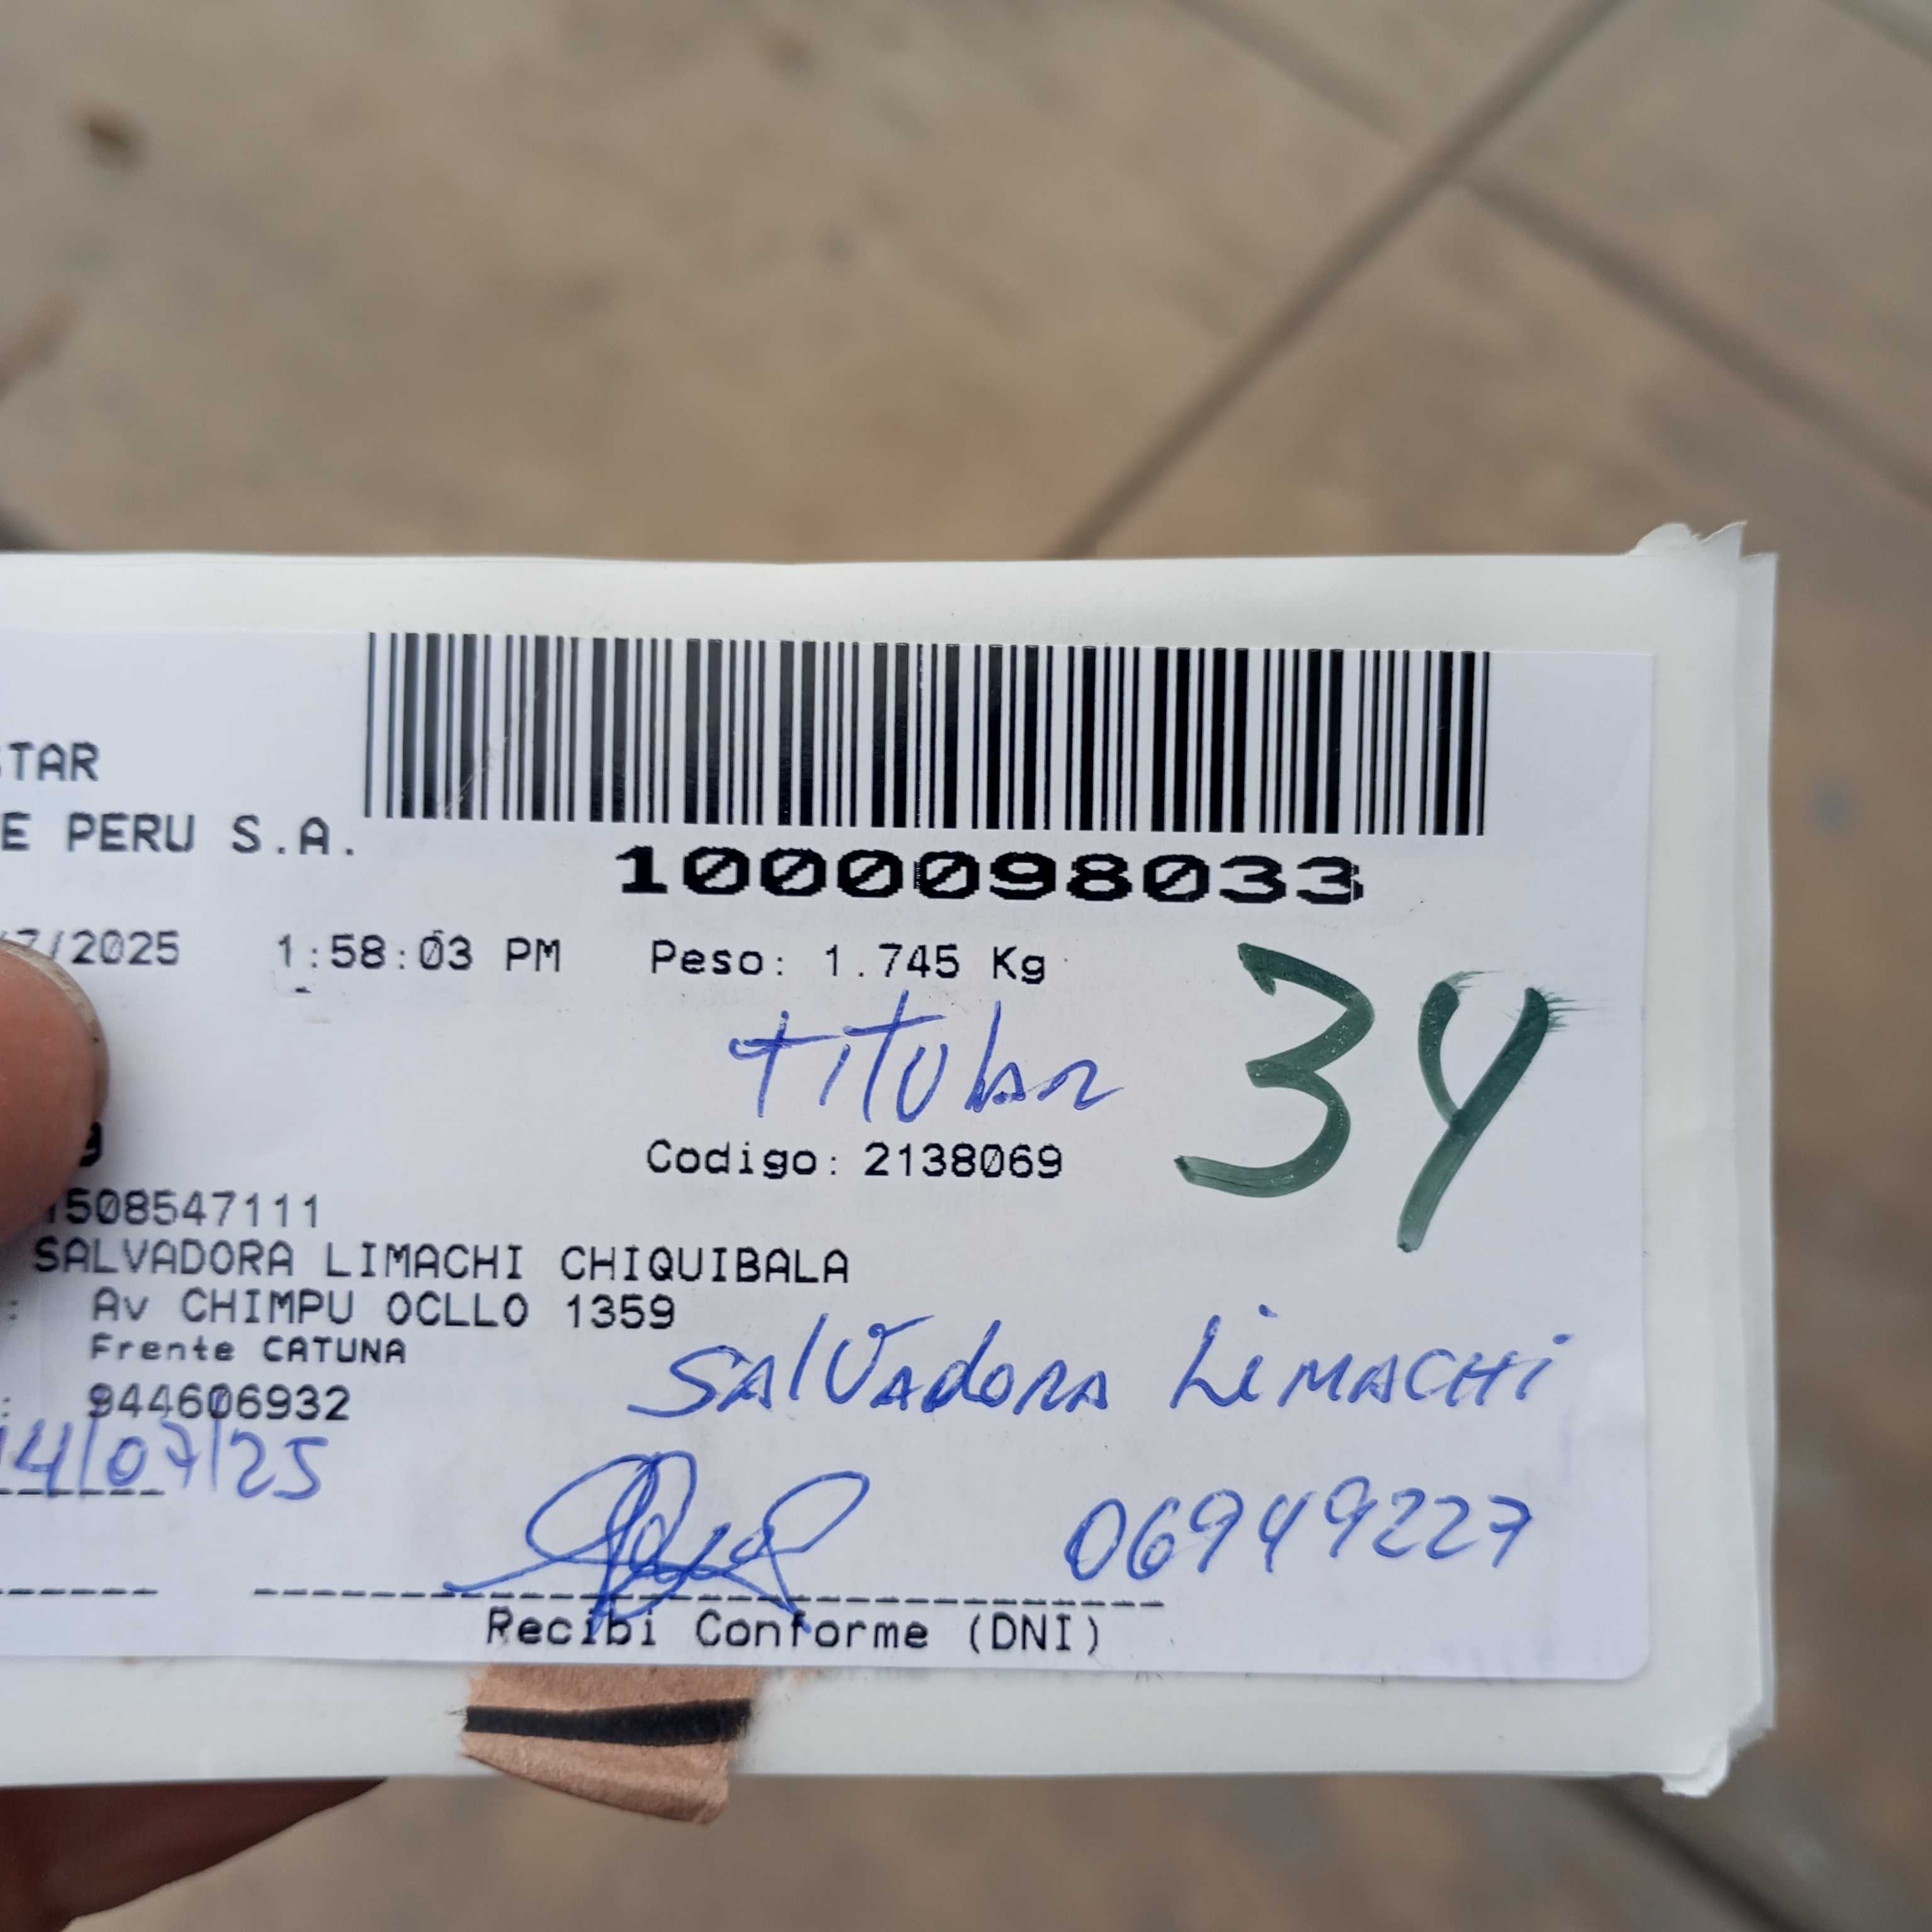 STAR
E PERU S.A.
1000098033
7/2025 1:58:03 PM Peso: 1.745 Kg
TITULAR
34
Codigo: 2138069
1508547111
SALVADORA LIMACHI CHIQUIBALA
: Av CHIMPU OCLLO 1359
Frente CATUNA
: 944606932
SALVADORA LIMACHI
14/07/25
06949227
Recibi Conforme (DNI)